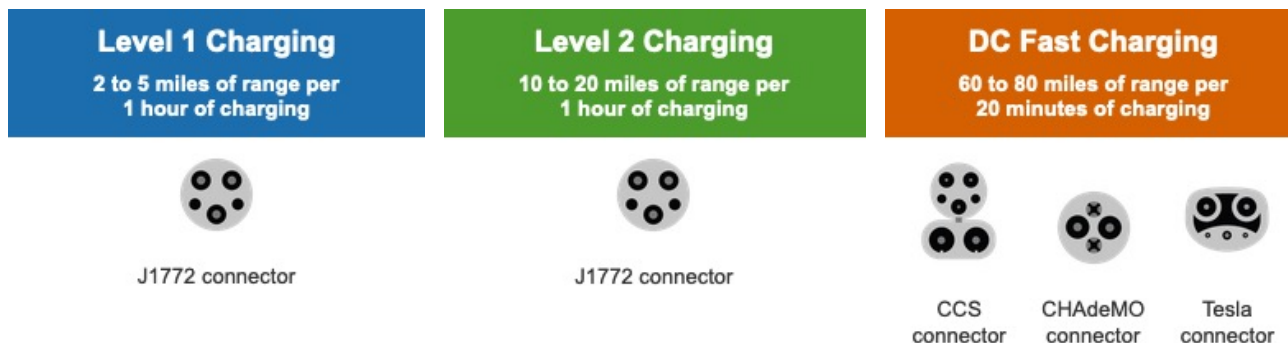 Level 1 Charging
2 to 5 miles of range per
1 hour of charging
J1772 connector
Level 2 Charging
10 to 20 miles of range per
1 hour of charging
J1772 connector
DC Fast Charging
60 to 80 miles of range per
20 minutes of charging
CCS
connector
CHAdeMO
connector
Tesla
connector